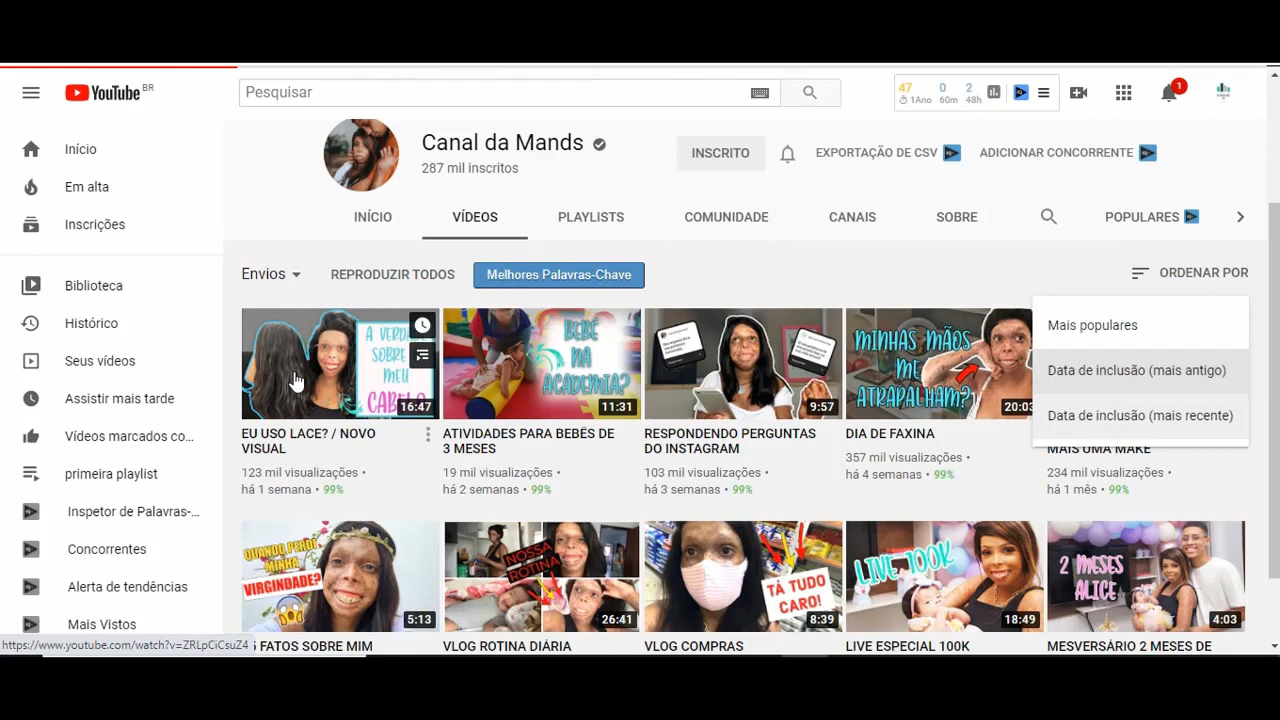 YouTube BR
Pesquisar
47 0 2
1Ano 60m 48h
1
Início
Em alta
Inscrições
Biblioteca
Histórico
Seus vídeos
Assistir mais tarde
Vídeos marcados co...
primeira playlist
Inspetor de Palavras-...
Concorrentes
Alerta de tendências
Mais Vistos
Canal da Mands
287 mil inscritos
INSCRITO
EXPORTAÇÃO DE CSV
ADICIONAR CONCORRENTE
INÍCIO VÍDEOS PLAYLISTS COMUNIDADE CANAIS SOBRE POPULARES
Envios REPRODUZIR TODOS Melhores Palavras-Chave ORDENAR POR
Mais populares
Data de inclusão (mais antigo)
Data de inclusão (mais recente)
A VERDADE
SOBRE
MEU
CABELO
16:47
EU USO LACE? / NOVO
VISUAL
123 mil visualizações •
há 1 semana • 99%
BEBÊ
NA
ACADEMIA?
11:31
ATIVIDADES PARA BEBÊS DE
3 MESES
19 mil visualizações •
há 2 semanas • 99%
9:57
RESPONDENDO PERGUNTAS
DO INSTAGRAM
103 mil visualizações •
há 3 semanas • 99%
MINHAS MÃOS
ME
ATRAPALHAM?
20:03
DIA DE FAXINA
357 mil visualizações •
há 4 semanas • 99%
MAIS UMA MAKE
234 mil visualizações •
há 1 mês • 99%
QUANDO PERDI
MINHA
VIRGINDADE?
5:13
5 FATOS SOBRE MIM
NOSSA
ROTINA
26:41
VLOG ROTINA DIÁRIA
TÁ TUDO
CARO!
8:39
VLOG COMPRAS
LIVE 100K
18:49
LIVE ESPECIAL 100K
2 MESES
ALICE
4:03
MESVERSÁRIO 2 MESES DE
https://www.youtube.com/watch?v=ZRLpCiCsuZ4